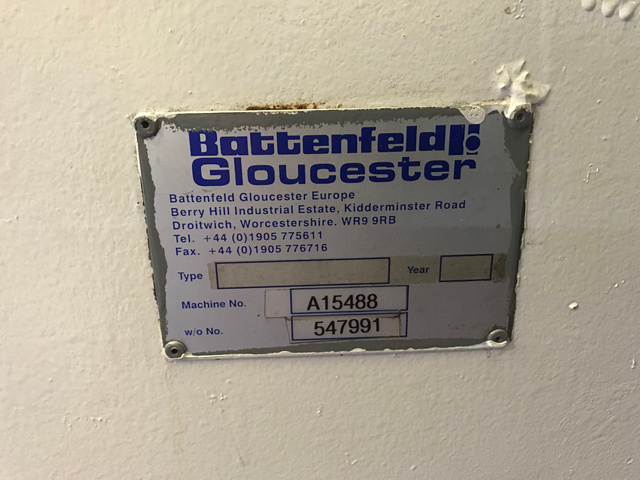 Battenfeld
Gloucester
Battenfeld Gloucester Europe
Berry Hill Industrial Estate, Kidderminster Road
Droitwich, Worcestershire. WR9 9RB
Tel. +44 (0)1905 775611
Fax. +44 (0)1905 776716
Type Year
Machine No. A15488
w/o No. 547991